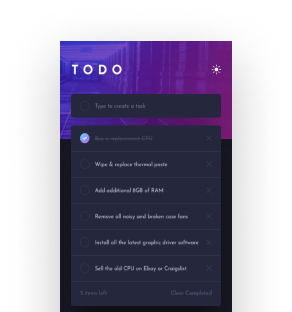 TODO
Type to create a task
Buy a replacement CPU
Wipe & replace thermal paste
Add additional 8GB of RAM
Remove all noisy and broken case fans
Install all the latest graphic driver software
Sell the old CPU on Ebay or Craigslist
5 items left Clear Completed